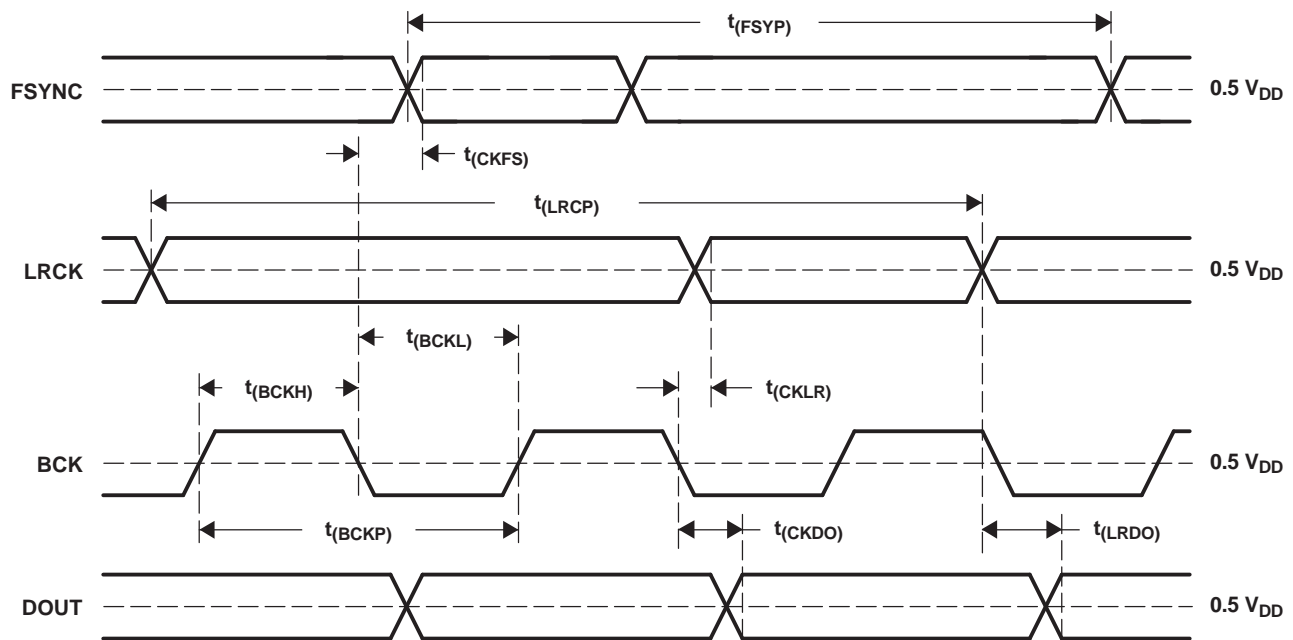 t(FSYP)
FSYNC
0.5 VDD
t(CKFS)
t(LRCP)
LRCK
0.5 VDD
t(BCKL)
t(BCKH)
t(CKLR)
BCK
0.5 VDD
t(BCKP)
t(CKDO)
t(LRDO)
DOUT
0.5 VDD